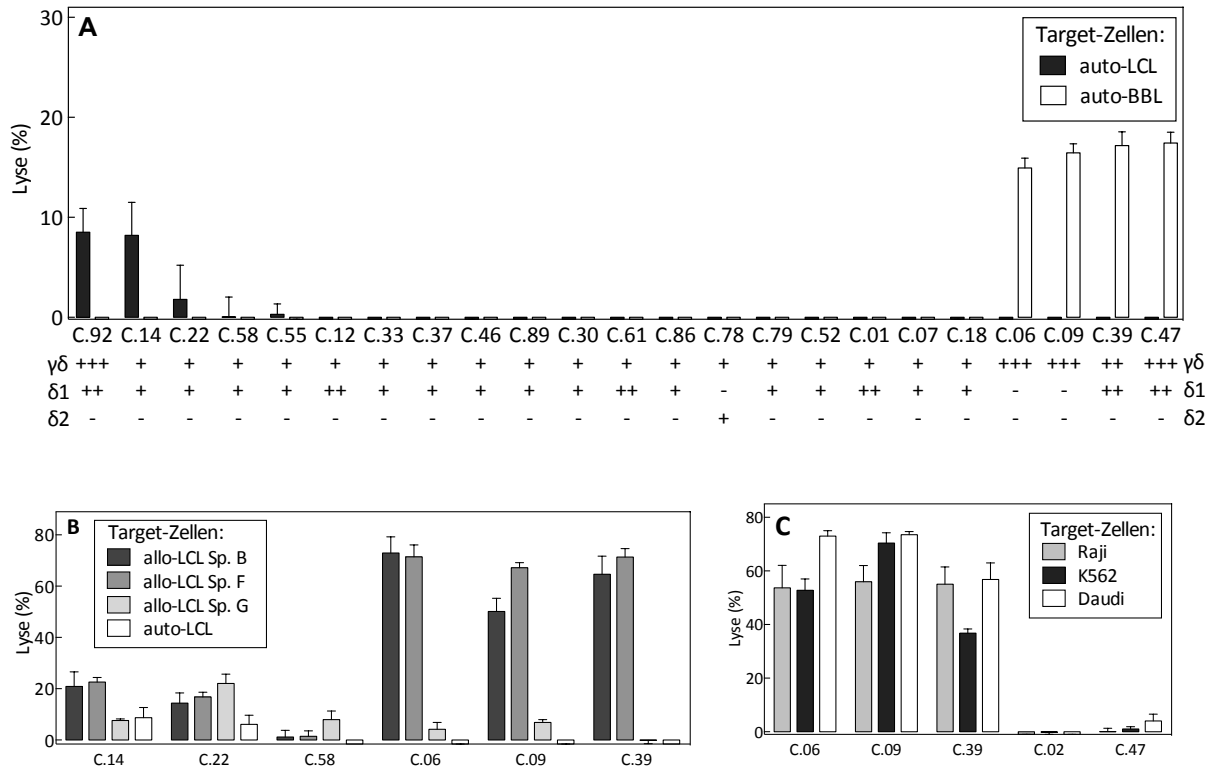 A
30
20
10
0
Lyse (%)
Target-Zellen:
auto-LCL
auto-BBL
C.92 C.14 C.22 C.58 C.55 C.12 C.33 C.37 C.46 C.89 C.30 C.61 C.86 C.78 C.79 C.52 C.01 C.07 C.18 C.06 C.09 C.39 C.47
γδ +++ + + + + + + + + + + + + + + + + + + +++ +++ ++ +++ γδ
δ1 ++ + + + + ++ + + + + + ++ + - + + ++ + + - - ++ ++ δ1
δ2 - - - - - - - - - - - - - + - - - - - - - - - δ2
B
80
60
40
20
0
Lyse (%)
Target-Zellen:
allo-LCL Sp. B
allo-LCL Sp. F
allo-LCL Sp. G
auto-LCL
C.14 C.22 C.58 C.06 C.09 C.39
C
80
60
40
20
0
Lyse (%)
Target-Zellen:
Raji
K562
Daudi
C.06 C.09 C.39 C.02 C.47